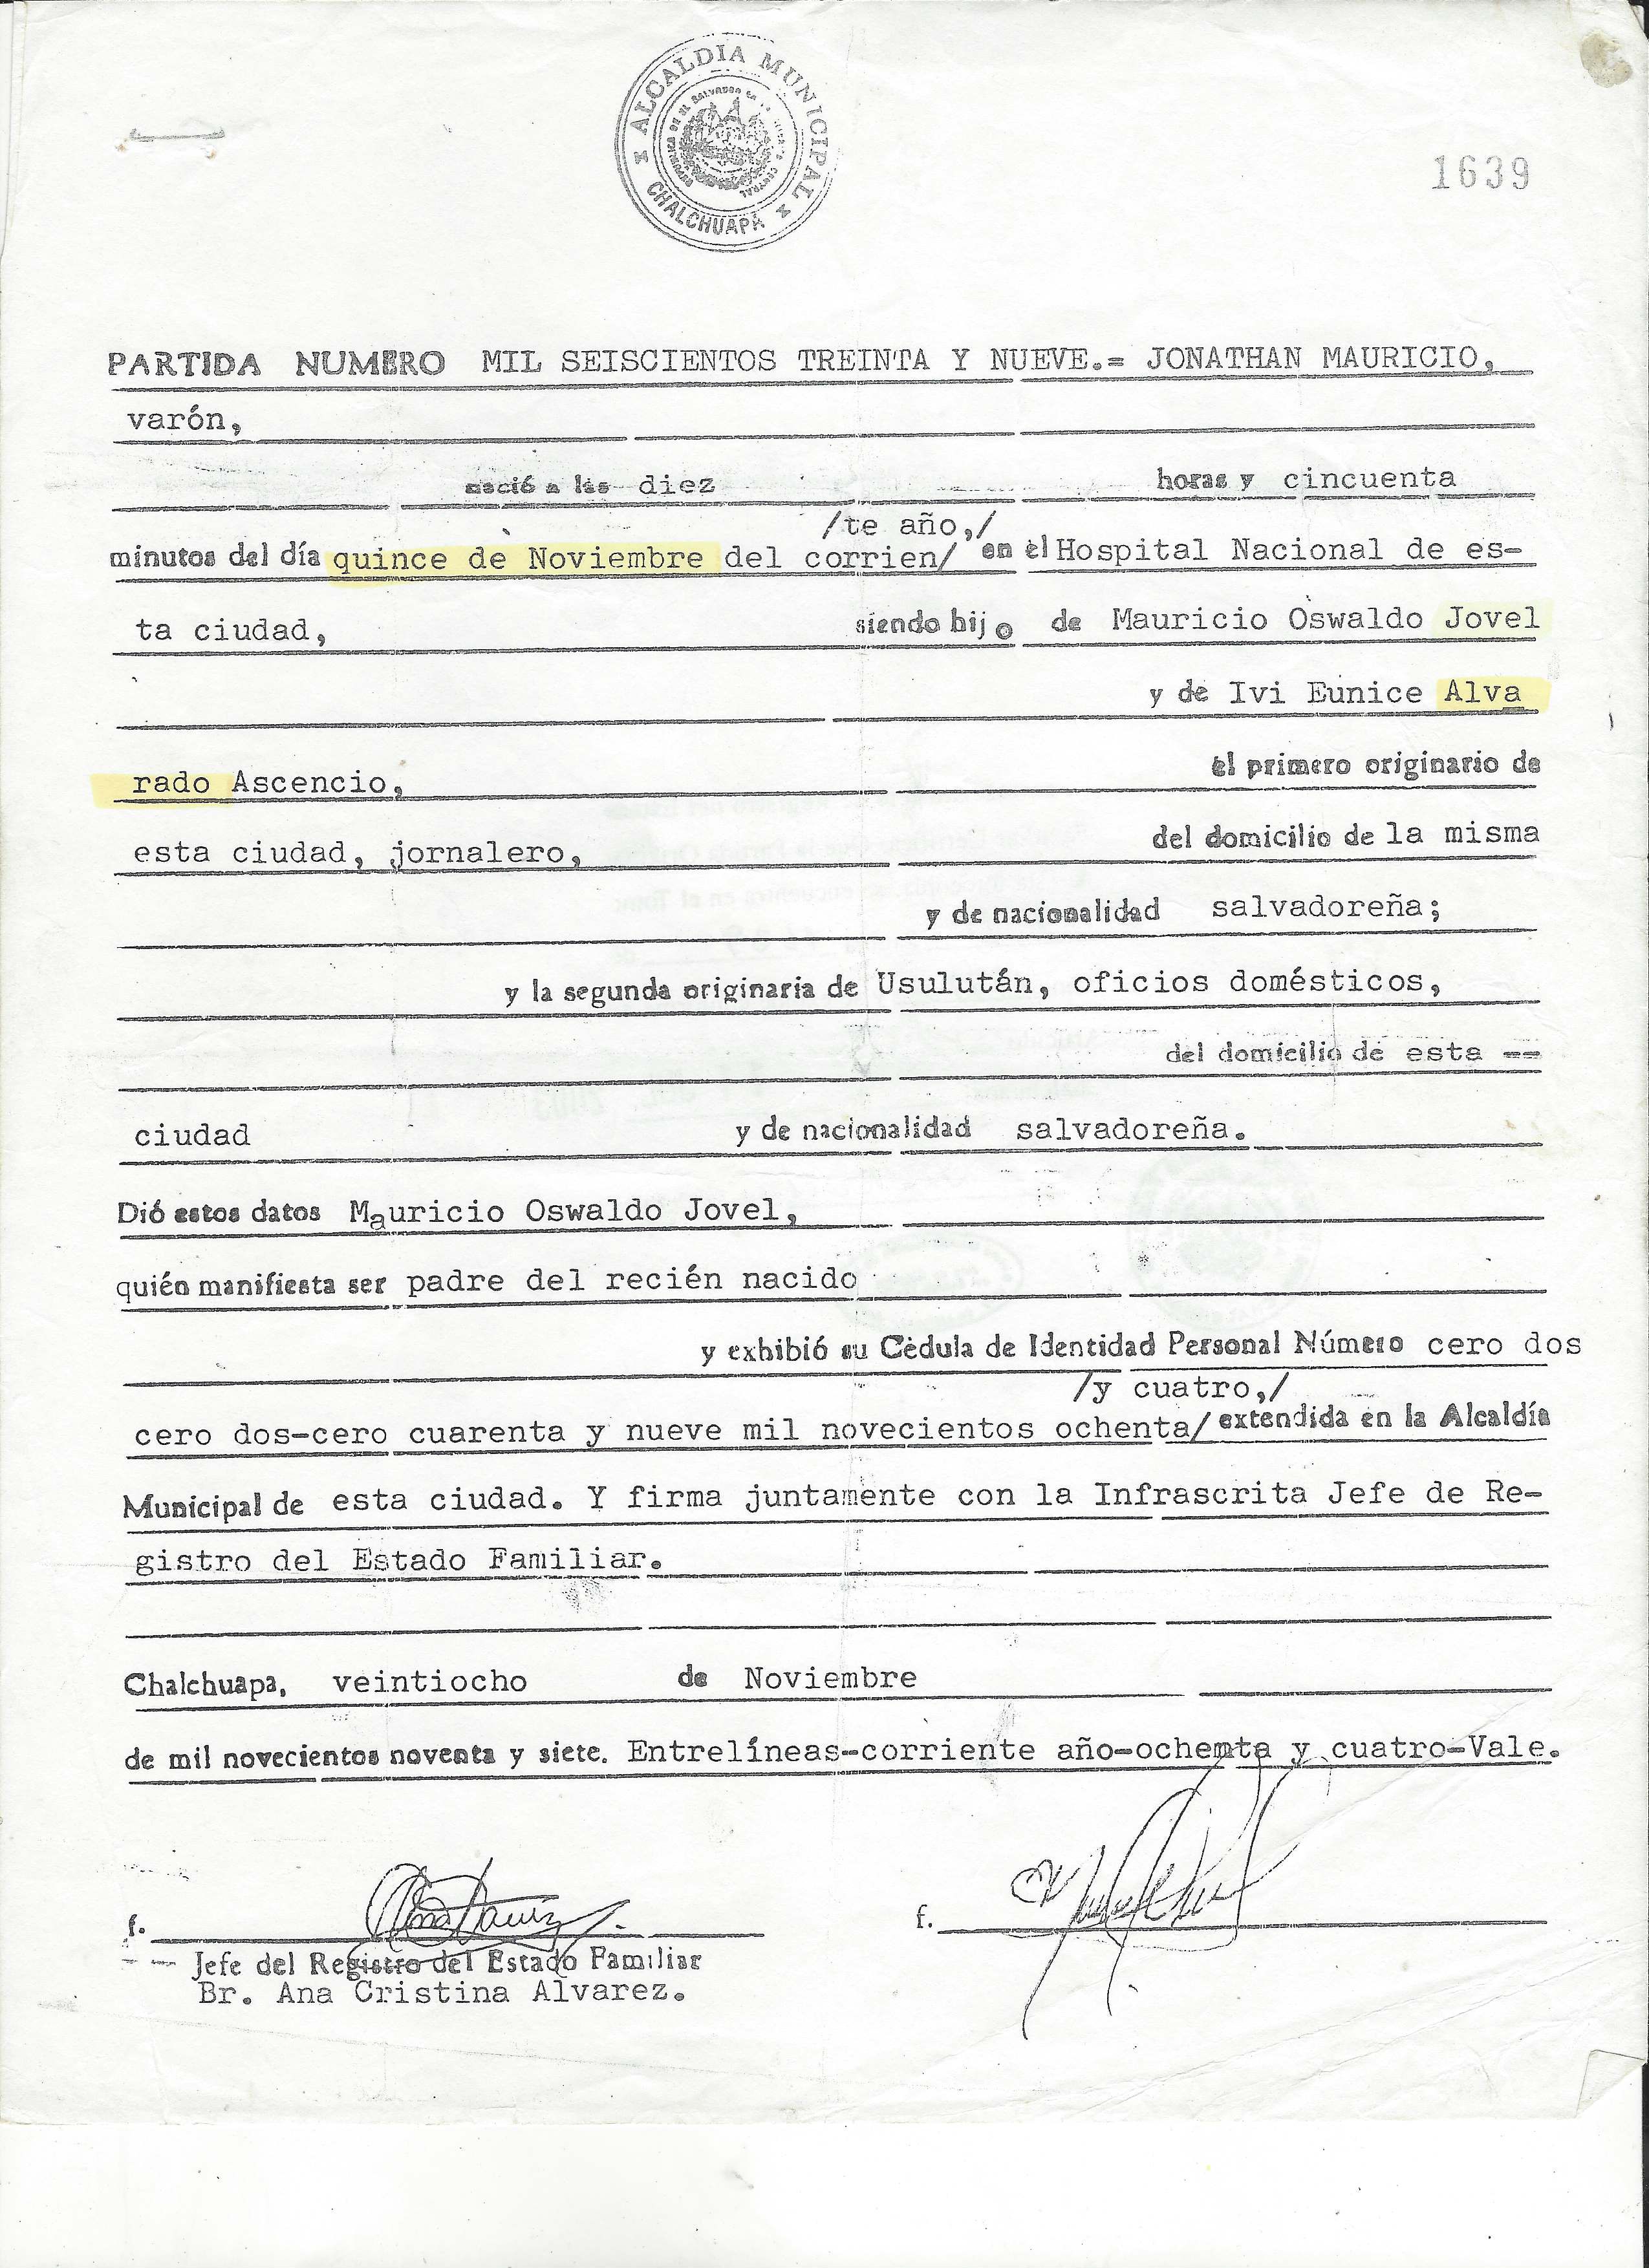 ALCALDIA MUNICIPAL
CHALCHUAPA
1639
PARTIDA NUMERO MIL SEISCIENTOS TREINTA Y NUEVE.= JONATHAN MAURICIO,
varón,
nació a las diez horas y cincuenta
/te año,/
minutos del día quince de Noviembre del corrien/ en el Hospital Nacional de es-
ta ciudad, siendo hijo de Mauricio Oswaldo Jovel
y de Ivi Eunice Alva
rado Ascencio, el primero originario de
esta ciudad, jornalero, del domicilio de la misma
y de nacionalidad salvadoreña;
y la segunda originaria de Usulután, oficios domésticos,
del domicilio de esta --
ciudad y de nacionalidad salvadoreña.
Dió estos datos Mauricio Oswaldo Jovel,
quién manifiesta ser padre del recién nacido
y exhibió su Cédula de Identidad Personal Número cero dos
/y cuatro,/
cero dos-cero cuarenta y nueve mil novecientos ochenta/ extendida en la Alcaldía
Municipal de esta ciudad. Y firma juntamente con la Infrascrita Jefe de Re-
gistro del Estado Familiar.
Chalchuapa, veintiocho de Noviembre
de mil novecientos noventa y siete. Entrelíneas-corriente año-ochemta y cuatro-Vale.
f. f.
-- Jefe del Registro del Estado Familiar
Br. Ana Cristina Alvarez.